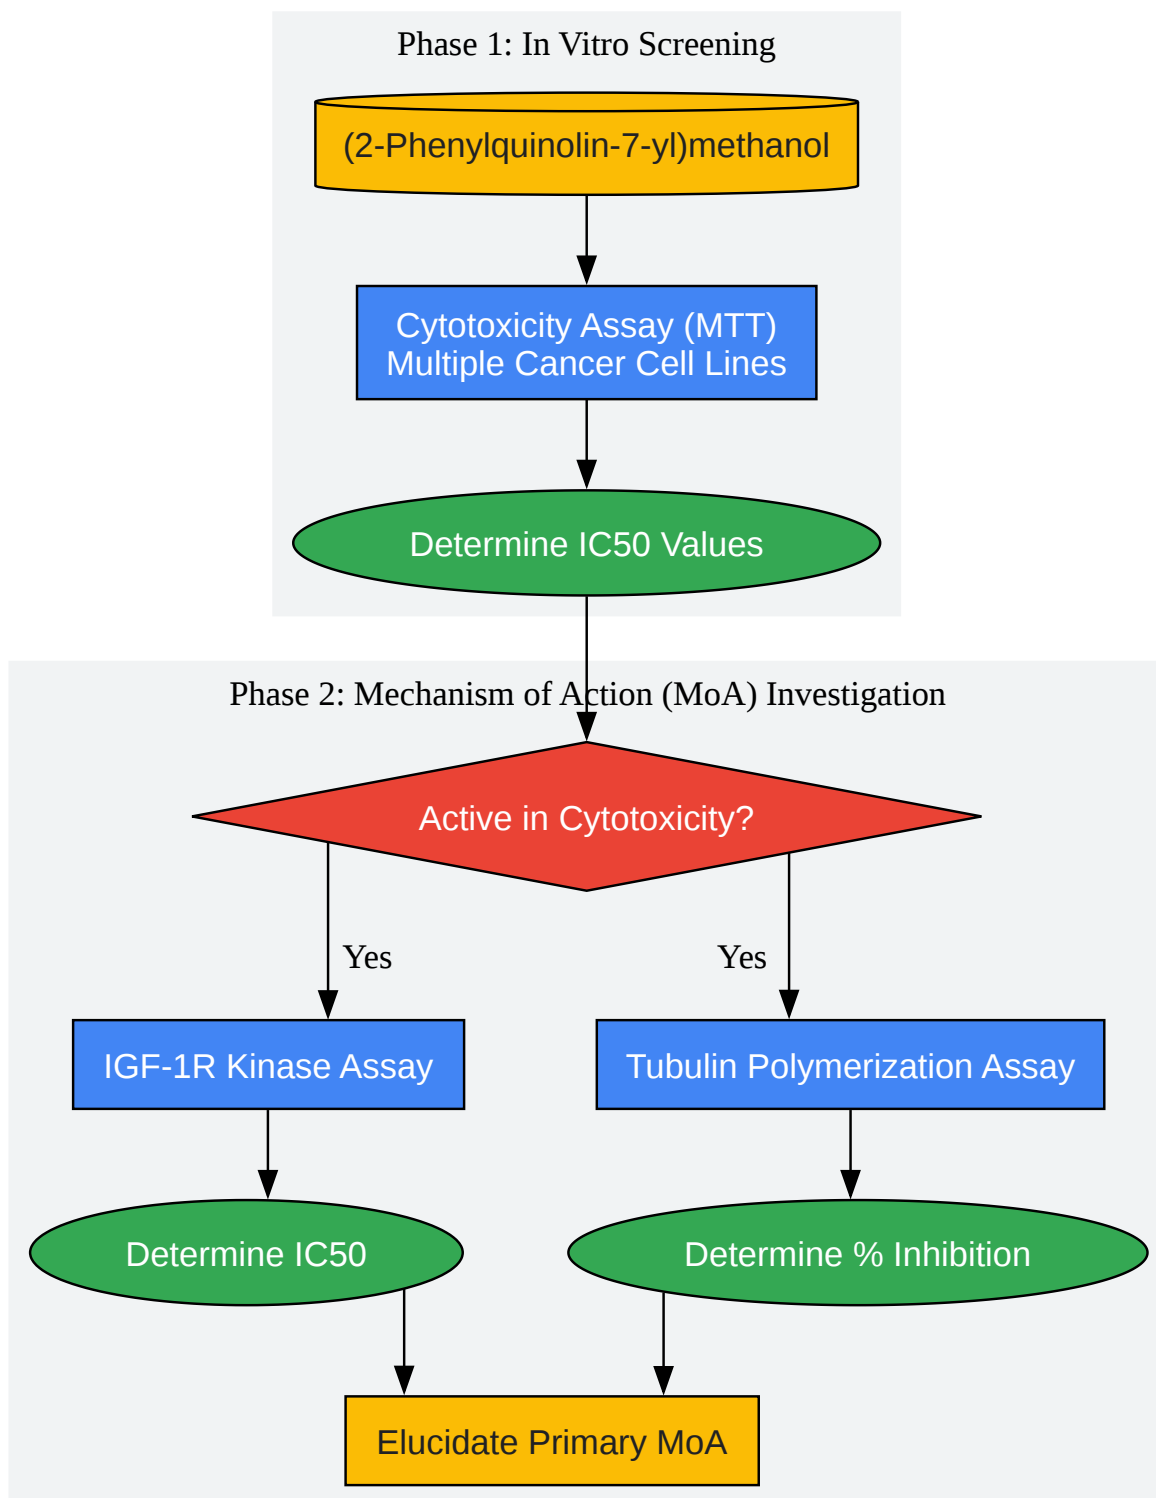 Phase 1: In Vitro Screening
(2-Phenylquinolin-7-yl)methanol
Cytotoxicity Assay (MTT)
Multiple Cancer Cell Lines
Determine IC50 Values
Phase 2: Mechanism of Action (MoA) Investigation
Active in Cytotoxicity?
Yes
Yes
IGF-1R Kinase Assay
Tubulin Polymerization Assay
Determine IC50
Determine % Inhibition
Elucidate Primary MoA